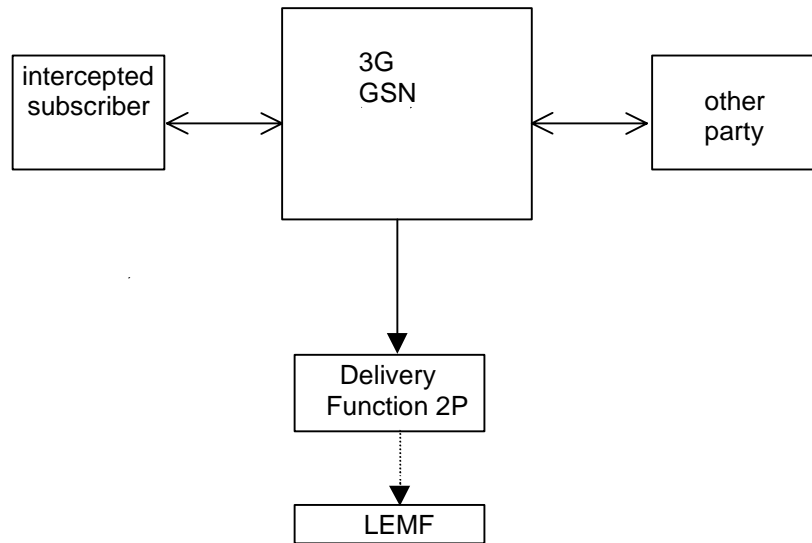 intercepted
subscriber
3G
GSN
other
party
Delivery
Function 2P
LEMF